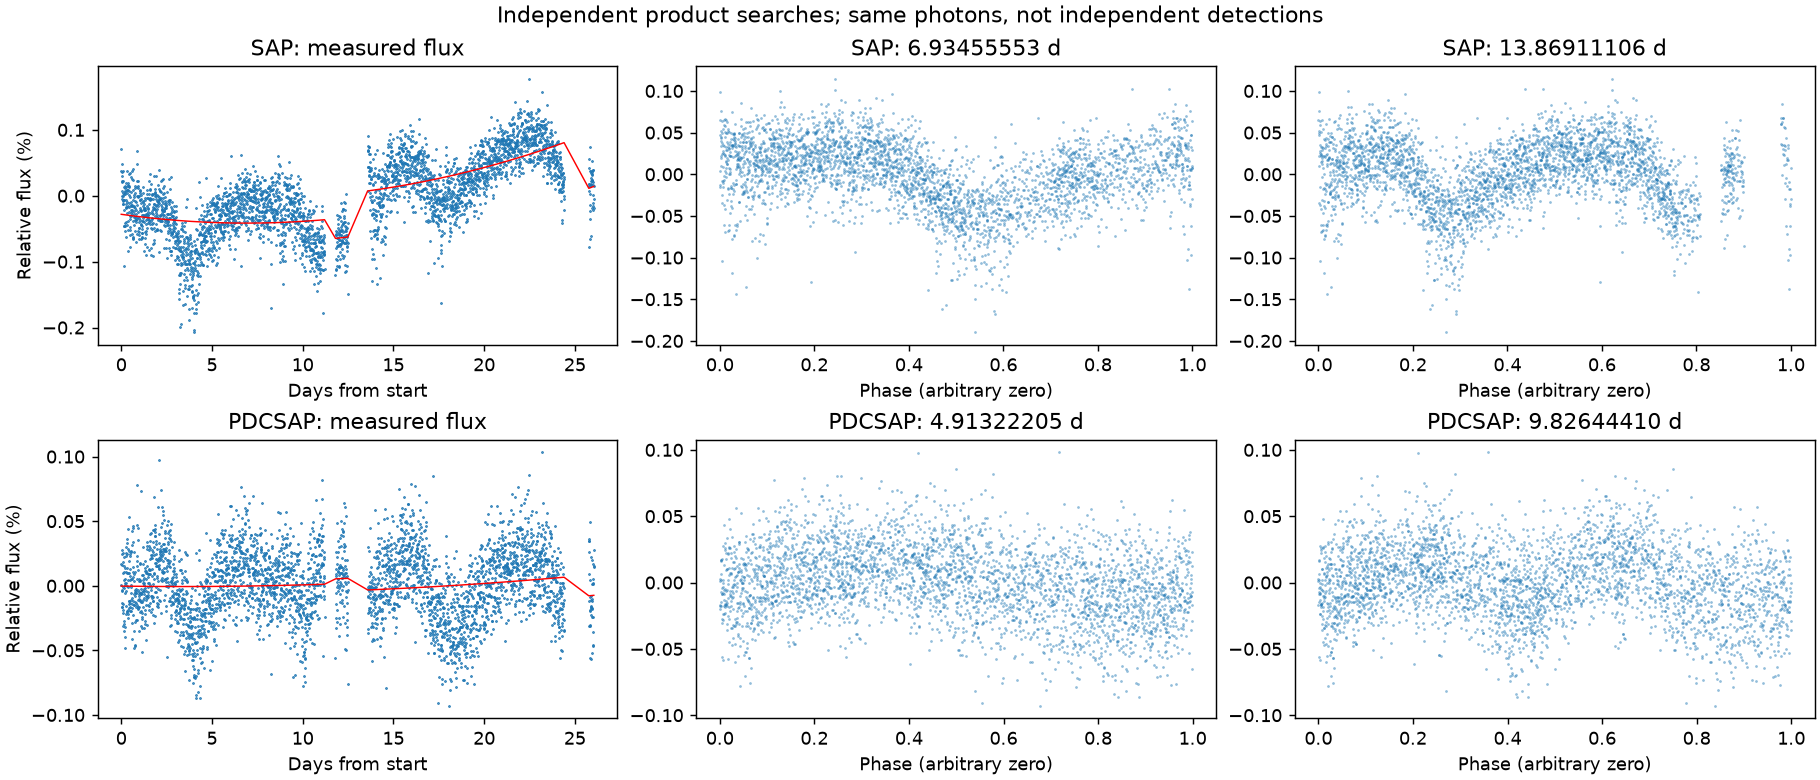 Independent product searches; same photons, not independent detections
SAP: measured flux
SAP: 6.93455553 d
SAP: 13.86911106 d
Relative flux (%)
0.1
0.0
−0.1
−0.2
0 5 10 15 20 25
Days from start
0.10
0.05
0.00
−0.05
−0.10
−0.15
−0.20
0.0 0.2 0.4 0.6 0.8 1.0
Phase (arbitrary zero)
0.10
0.05
0.00
−0.05
−0.10
−0.15
−0.20
0.0 0.2 0.4 0.6 0.8 1.0
Phase (arbitrary zero)
PDCSAP: measured flux
PDCSAP: 4.91322205 d
PDCSAP: 9.82644410 d
Relative flux (%)
0.10
0.05
0.00
−0.05
−0.10
0 5 10 15 20 25
Days from start
0.10
0.05
0.00
−0.05
−0.10
0.0 0.2 0.4 0.6 0.8 1.0
Phase (arbitrary zero)
0.10
0.05
0.00
−0.05
−0.10
0.0 0.2 0.4 0.6 0.8 1.0
Phase (arbitrary zero)